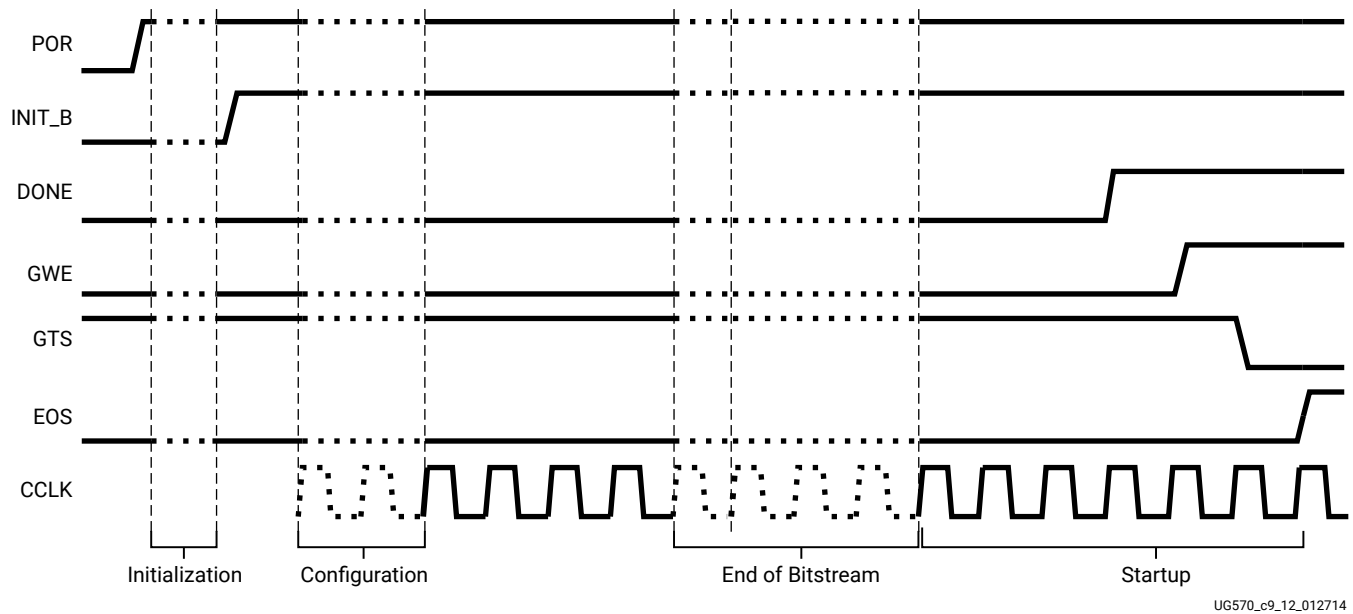 POR
INIT_B
DONE
GWE
GTS
EOS
CCLK
Initialization Configuration End of Bitstream Startup
UG570_c9_12_012714